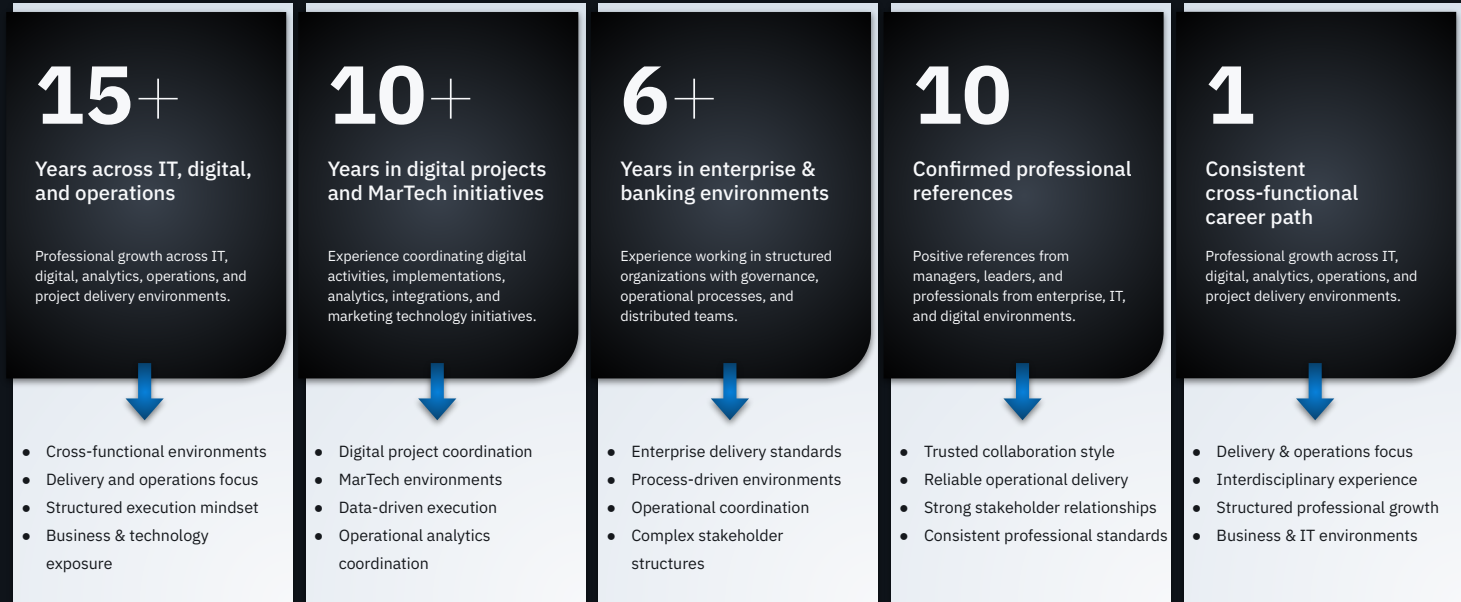 15+
Years across IT, digital,
and operations
Professional growth across IT,
digital, analytics, operations, and
project delivery environments.
● Cross-functional environments
● Delivery and operations focus
● Structured execution mindset
● Business & technology
exposure
10+
Years in digital projects
and MarTech initiatives
Experience coordinating digital
activities, implementations,
analytics, integrations, and
marketing technology initiatives.
● Digital project coordination
● MarTech environments
● Data-driven execution
● Operational analytics
coordination
6+
Years in enterprise &
banking environments
Experience working in structured
organizations with governance,
operational processes, and
distributed teams.
● Enterprise delivery standards
● Process-driven environments
● Operational coordination
● Complex stakeholder
structures
10
Confirmed professional
references
Positive references from
managers, leaders, and
professionals from enterprise, IT,
and digital environments.
● Trusted collaboration style
● Reliable operational delivery
● Strong stakeholder relationships
● Consistent professional standards
1
Consistent
cross-functional
career path
Professional growth across IT,
digital, analytics, operations, and
project delivery environments.
● Delivery & operations focus
● Interdisciplinary experience
● Structured professional growth
● Business & IT environments